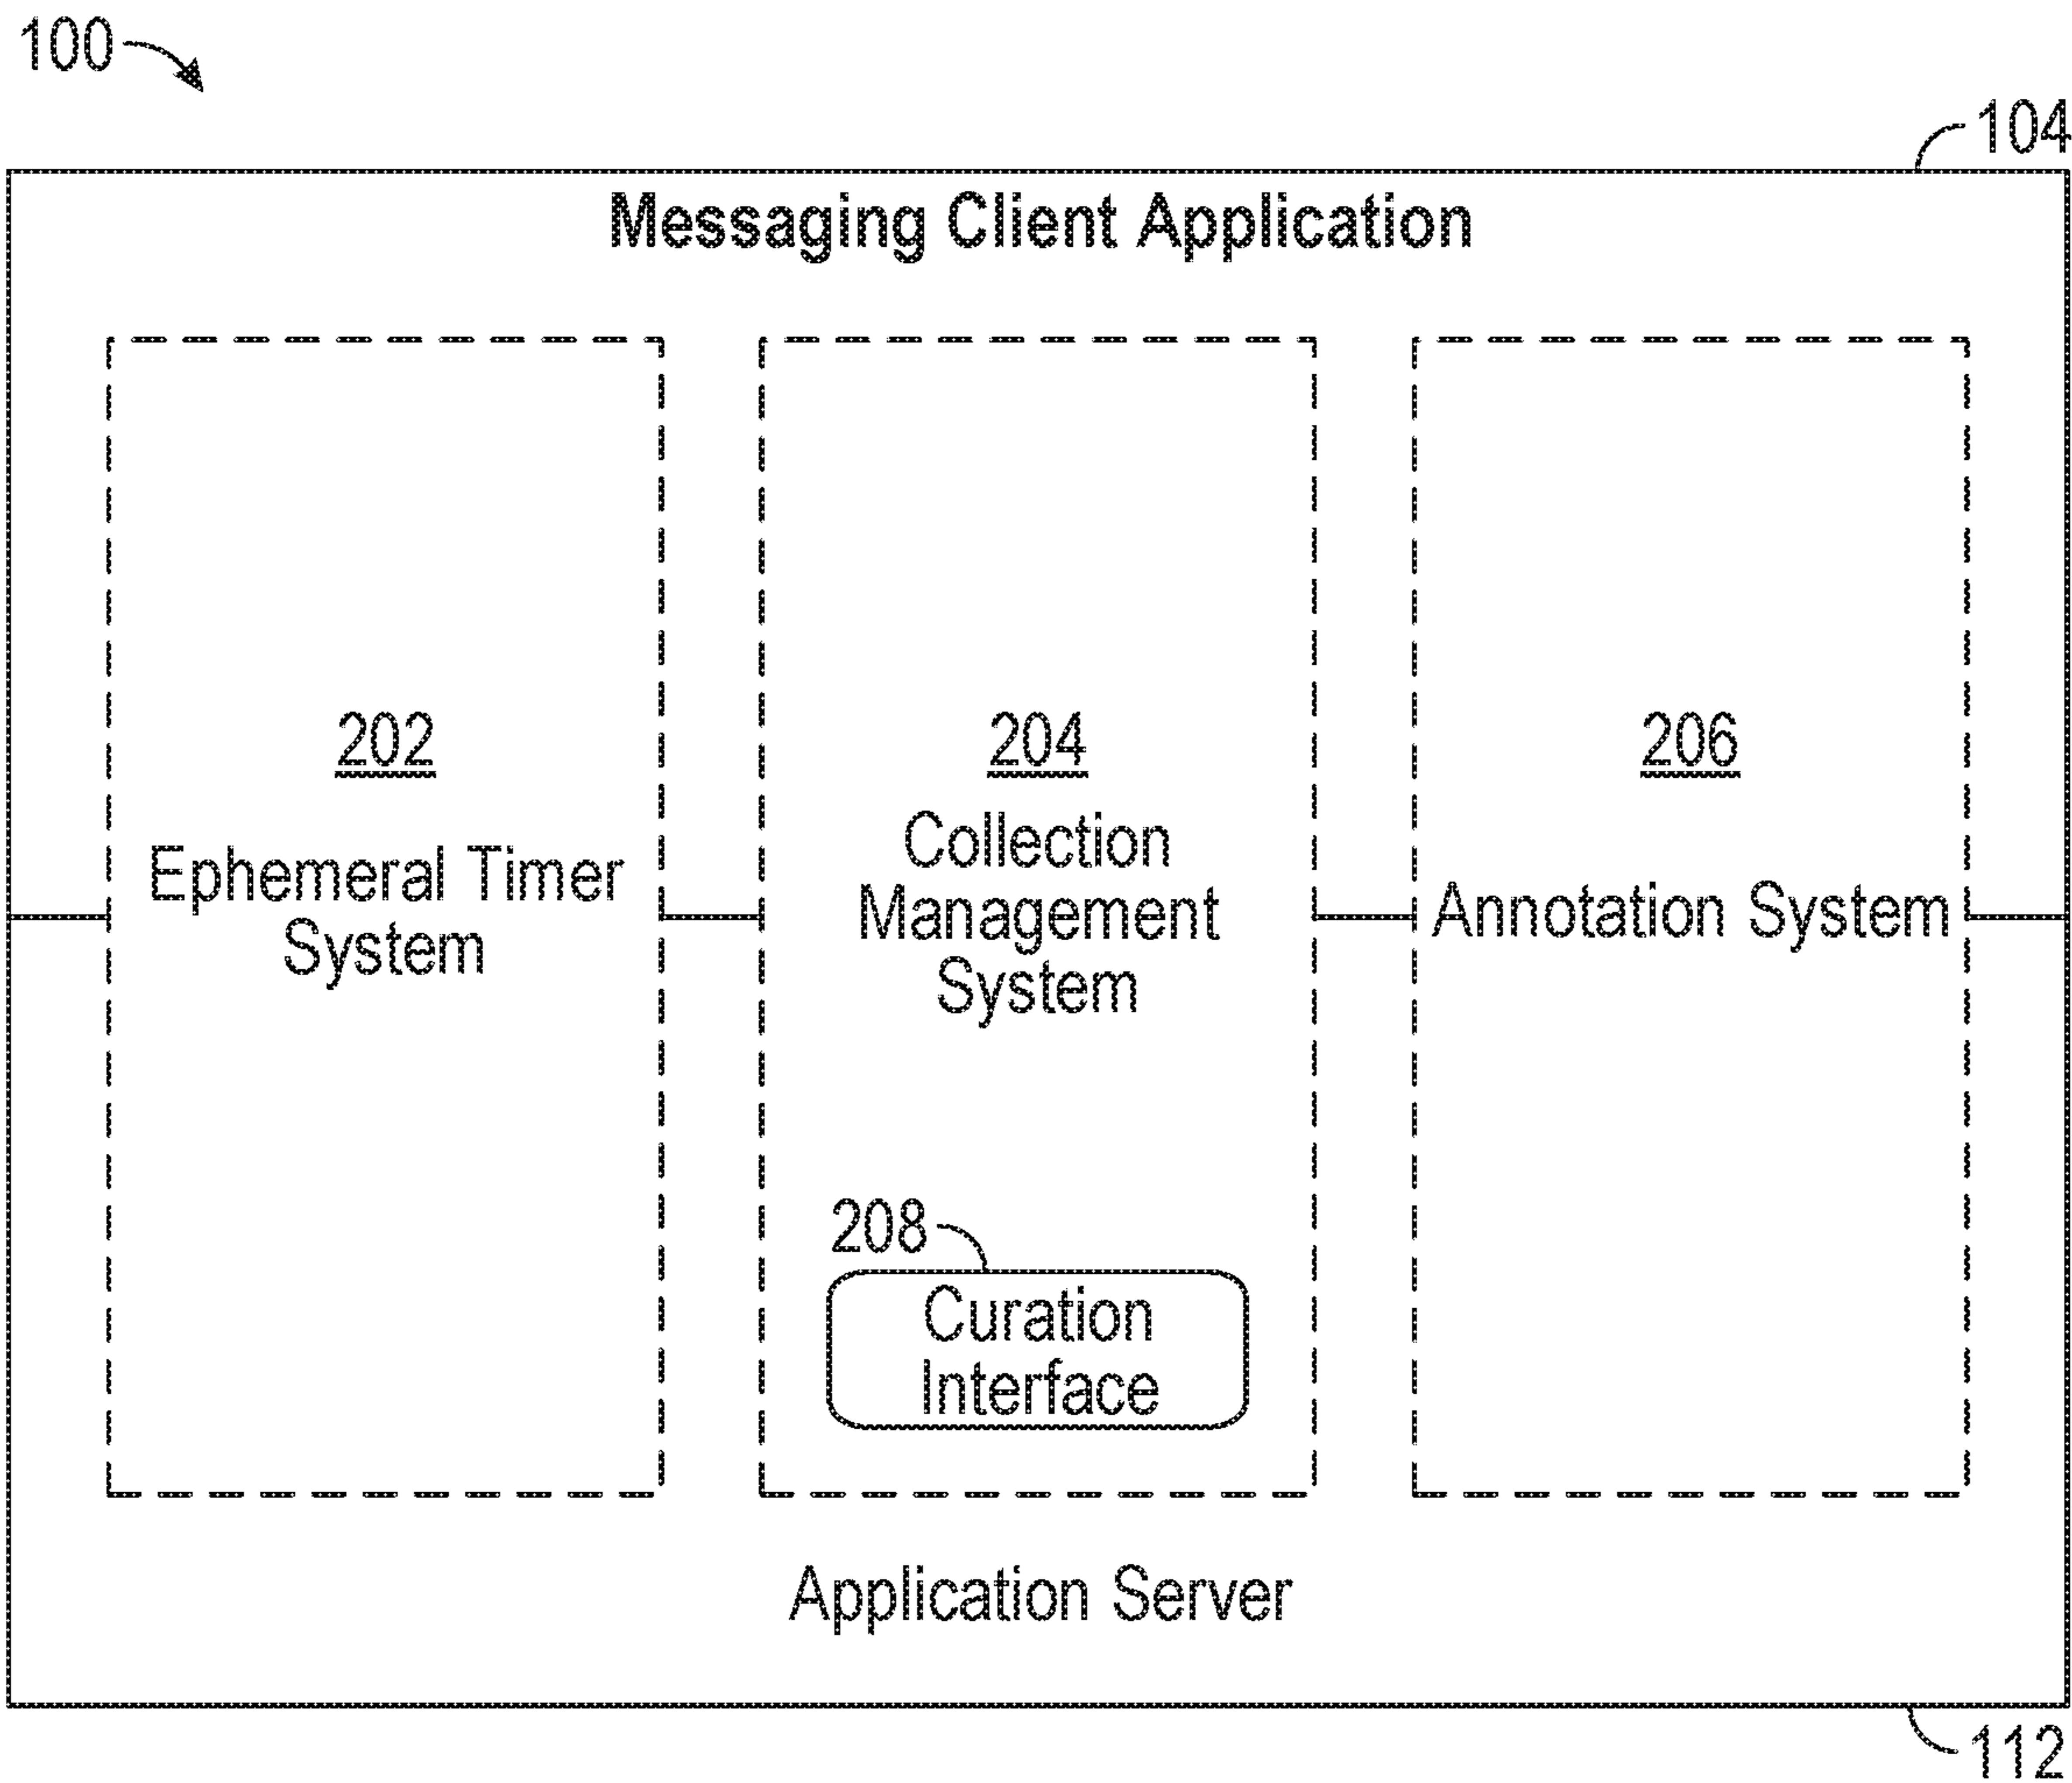 100
104
Messaging Client Application
202
Ephemeral Timer
System
204
Collection
Management
System
206
Annotation System
208
Curation
Interface
Application Server
112